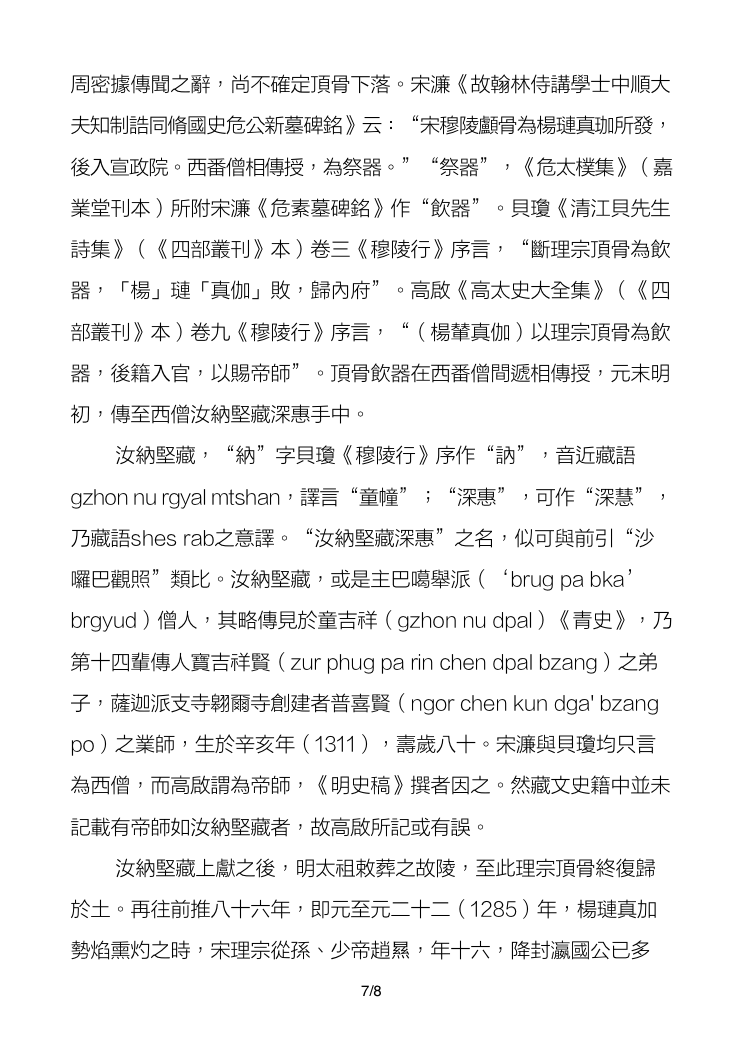 周密據傳聞之辭，尚不確定頂骨下落。宋濂《故翰林侍講學士中順大
夫知制誥同脩國史危公新墓碑銘》云：“宋穆陵顱骨為楊璉真珈所發，
後入宣政院。西番僧相傳授，為祭器。”“祭器”，《危太樸集》（嘉
業堂刊本）所附宋濂《危素墓碑銘》作“飲器”。貝瓊《清江貝先生
詩集》（《四部叢刊》本）卷三《穆陵行》序言，“斷理宗頂骨為飲
器，「楊」璉「真伽」敗，歸內府”。高啟《高太史大全集》（《四
部叢刊》本）卷九《穆陵行》序言，“（楊輦真伽）以理宗頂骨為飲
器，後籍入官，以賜帝師”。頂骨飲器在西番僧間遞相傳授，元末明
初，傳至西僧汝納堅藏深惠手中。
汝納堅藏，“納”字貝瓊《穆陵行》序作“訥”，音近藏語
gzhon nu rgyal mtshan，譯言“童幢”；“深惠”，可作“深慧”，
乃藏語shes rab之意譯。“汝納堅藏深惠”之名，似可與前引“沙
囉巴觀照”類比。汝納堅藏，或是主巴噶舉派（‘brug pa bka’
brgyud）僧人，其略傳見於童吉祥（gzhon nu dpal）《青史》，乃
第十四輩傳人寶吉祥賢（zur phug pa rin chen dpal bzang）之弟
子，薩迦派支寺翱爾寺創建者普喜賢（ngor chen kun dga' bzang
po）之業師，生於辛亥年（1311），壽歲八十。宋濂與貝瓊均只言
為西僧，而高啟謂為帝師，《明史稿》撰者因之。然藏文史籍中並未
記載有帝師如汝納堅藏者，故高啟所記或有誤。
汝納堅藏上獻之後，明太祖敕葬之故陵，至此理宗頂骨終復歸
於土。再往前推八十六年，即元至元二十二（1285）年，楊璉真加
勢焰熏灼之時，宋理宗從孫、少帝趙㬎，年十六，降封瀛國公已多
7/8